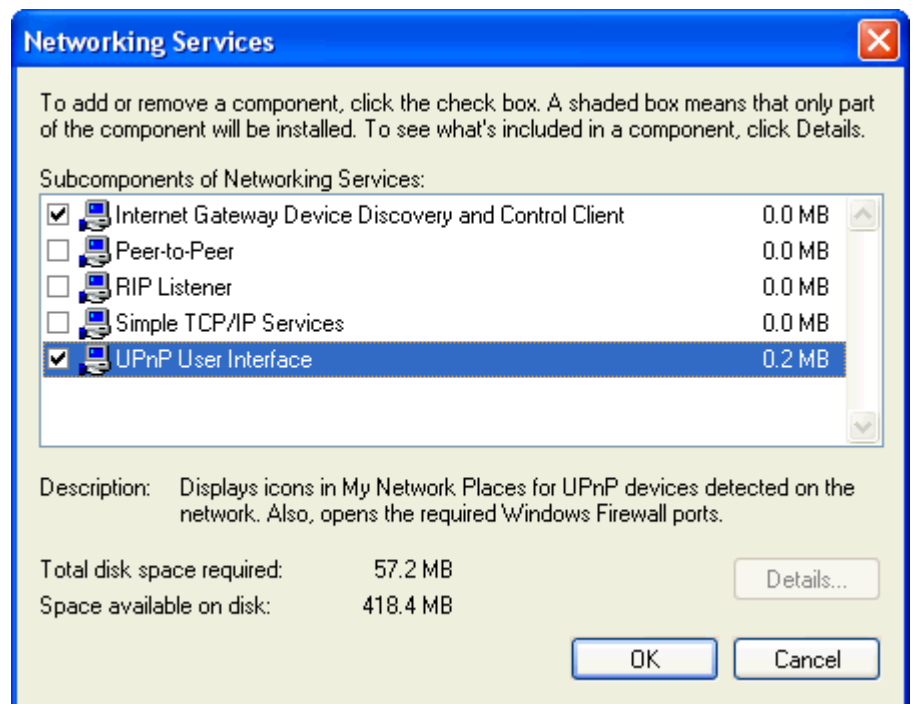 Networking Services
To add or remove a component, click the check box. A shaded box means that only part
of the component will be installed. To see what's included in a component, click Details.
Subcomponents of Networking Services:
Internet Gateway Device Discovery and Control Client 0.0 MB
Peer-to-Peer 0.0 MB
RIP Listener 0.0 MB
Simple TCP/IP Services 0.0 MB
UPnP User Interface 0.2 MB
Description: Displays icons in My Network Places for UPnP devices detected on the
network. Also, opens the required Windows Firewall ports.
Total disk space required: 57.2 MB
Space available on disk: 418.4 MB
Details...
OK Cancel